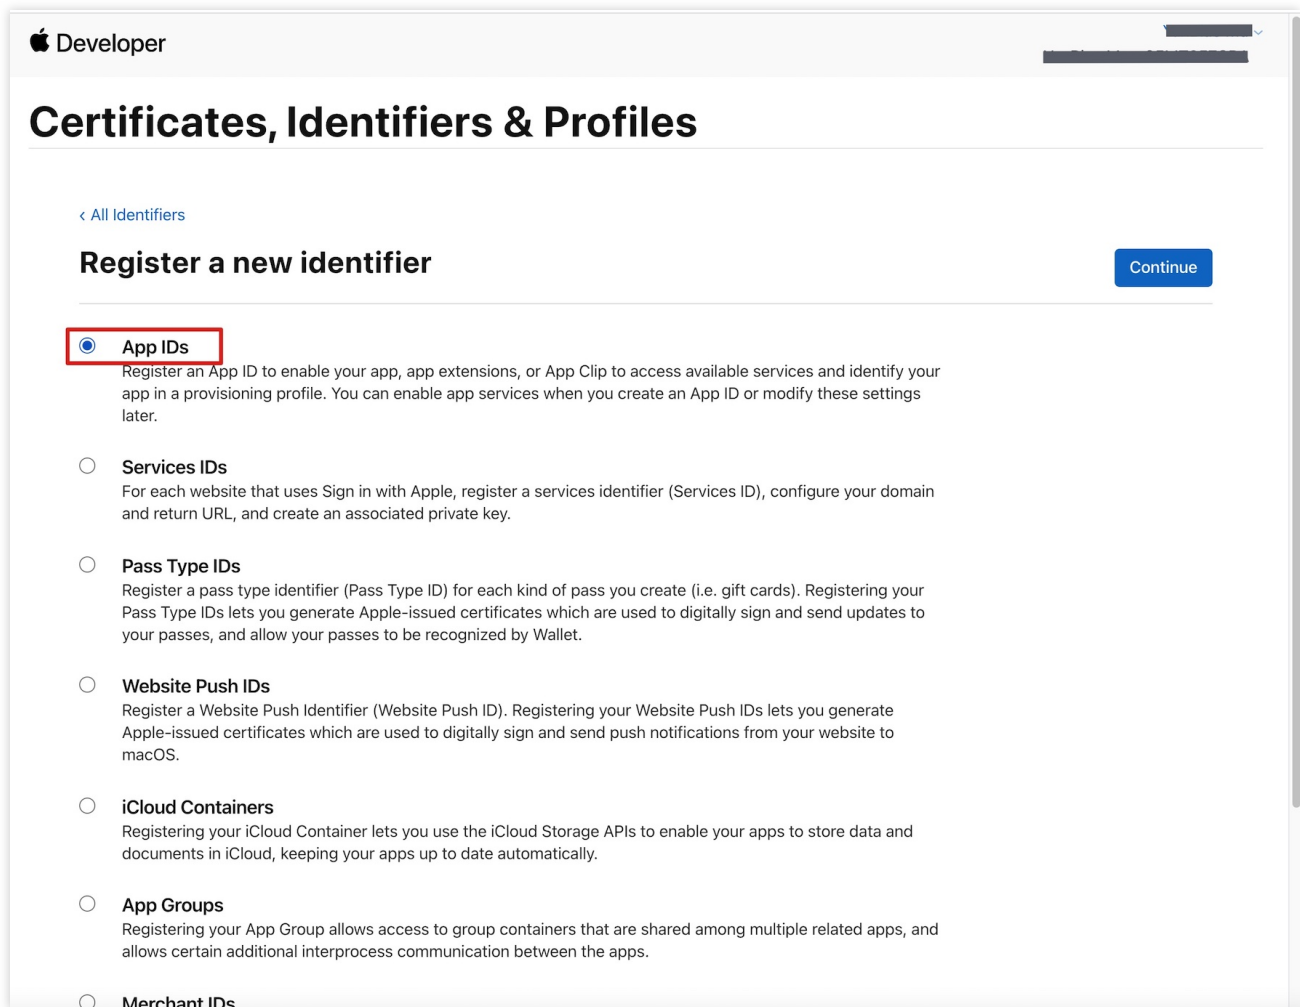 Developer
Certificates, Identifiers & Profiles
‹ All Identifiers
Register a new identifier
Continue
App IDs
Register an App ID to enable your app, app extensions, or App Clip to access available services and identify your
app in a provisioning profile. You can enable app services when you create an App ID or modify these settings
later.
Services IDs
For each website that uses Sign in with Apple, register a services identifier (Services ID), configure your domain
and return URL, and create an associated private key.
Pass Type IDs
Register a pass type identifier (Pass Type ID) for each kind of pass you create (i.e. gift cards). Registering your
Pass Type IDs lets you generate Apple-issued certificates which are used to digitally sign and send updates to
your passes, and allow your passes to be recognized by Wallet.
Website Push IDs
Register a Website Push Identifier (Website Push ID). Registering your Website Push IDs lets you generate
Apple-issued certificates which are used to digitally sign and send push notifications from your website to
macOS.
iCloud Containers
Registering your iCloud Container lets you use the iCloud Storage APIs to enable your apps to store data and
documents in iCloud, keeping your apps up to date automatically.
App Groups
Registering your App Group allows access to group containers that are shared among multiple related apps, and
allows certain additional interprocess communication between the apps.
Merchant IDs